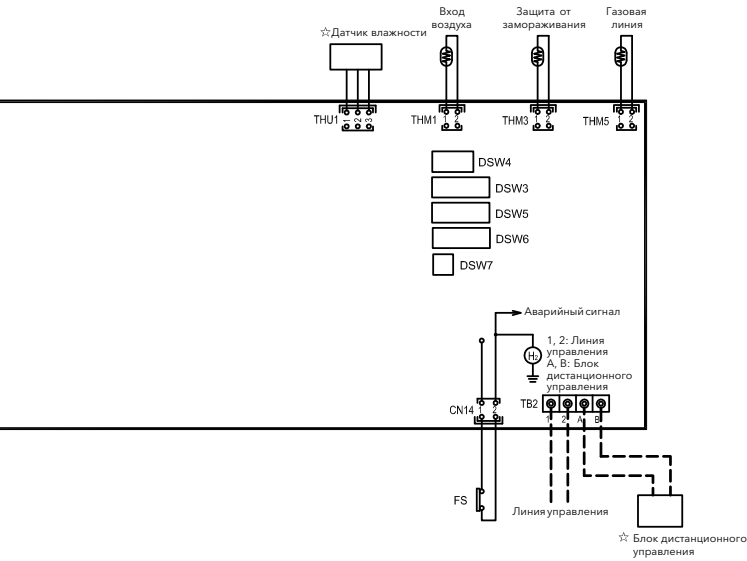 Вход
воздуха
Защита от
замораживания
Газовая
линия
☆Датчик влажности
THU1
1 2 3
THM1
1 2
THM3
1 2
THM5
1 2
DSW4
DSW3
DSW5
DSW6
DSW7
Аварийный сигнал
H2
1, 2: Линия
управления
A, B: Блок
дистанционного
управления
CN14
1 2
TB2
1 2 A B
FS
Линия управления
☆ Блок дистанционного
управления